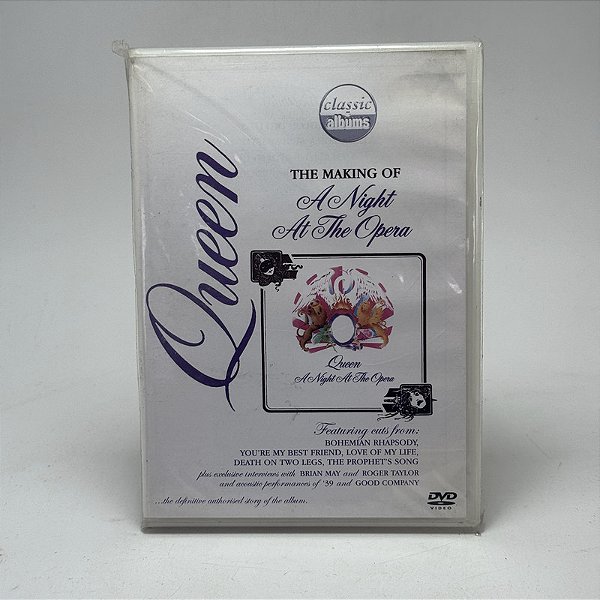 classic
albums
Queen
THE MAKING OF
A Night
At The Opera
Queen
A Night At The Opera
Featuring cuts from:
BOHEMIAN RHAPSODY,
YOU'RE MY BEST FRIEND, LOVE OF MY LIFE,
DEATH ON TWO LEGS, THE PROPHET'S SONG
plus exclusive interviews with BRIAN MAY and ROGER TAYLOR
and acoustic performances of '39 and GOOD COMPANY
...the definitive authorised story of the album.
DVD
VIDEO